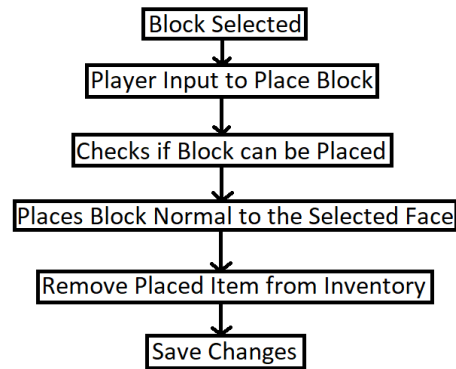 Block Selected
Player Input to Place Block
Checks if Block can be Placed
Places Block Normal to the Selected Face
Remove Placed Item from Inventory
Save Changes